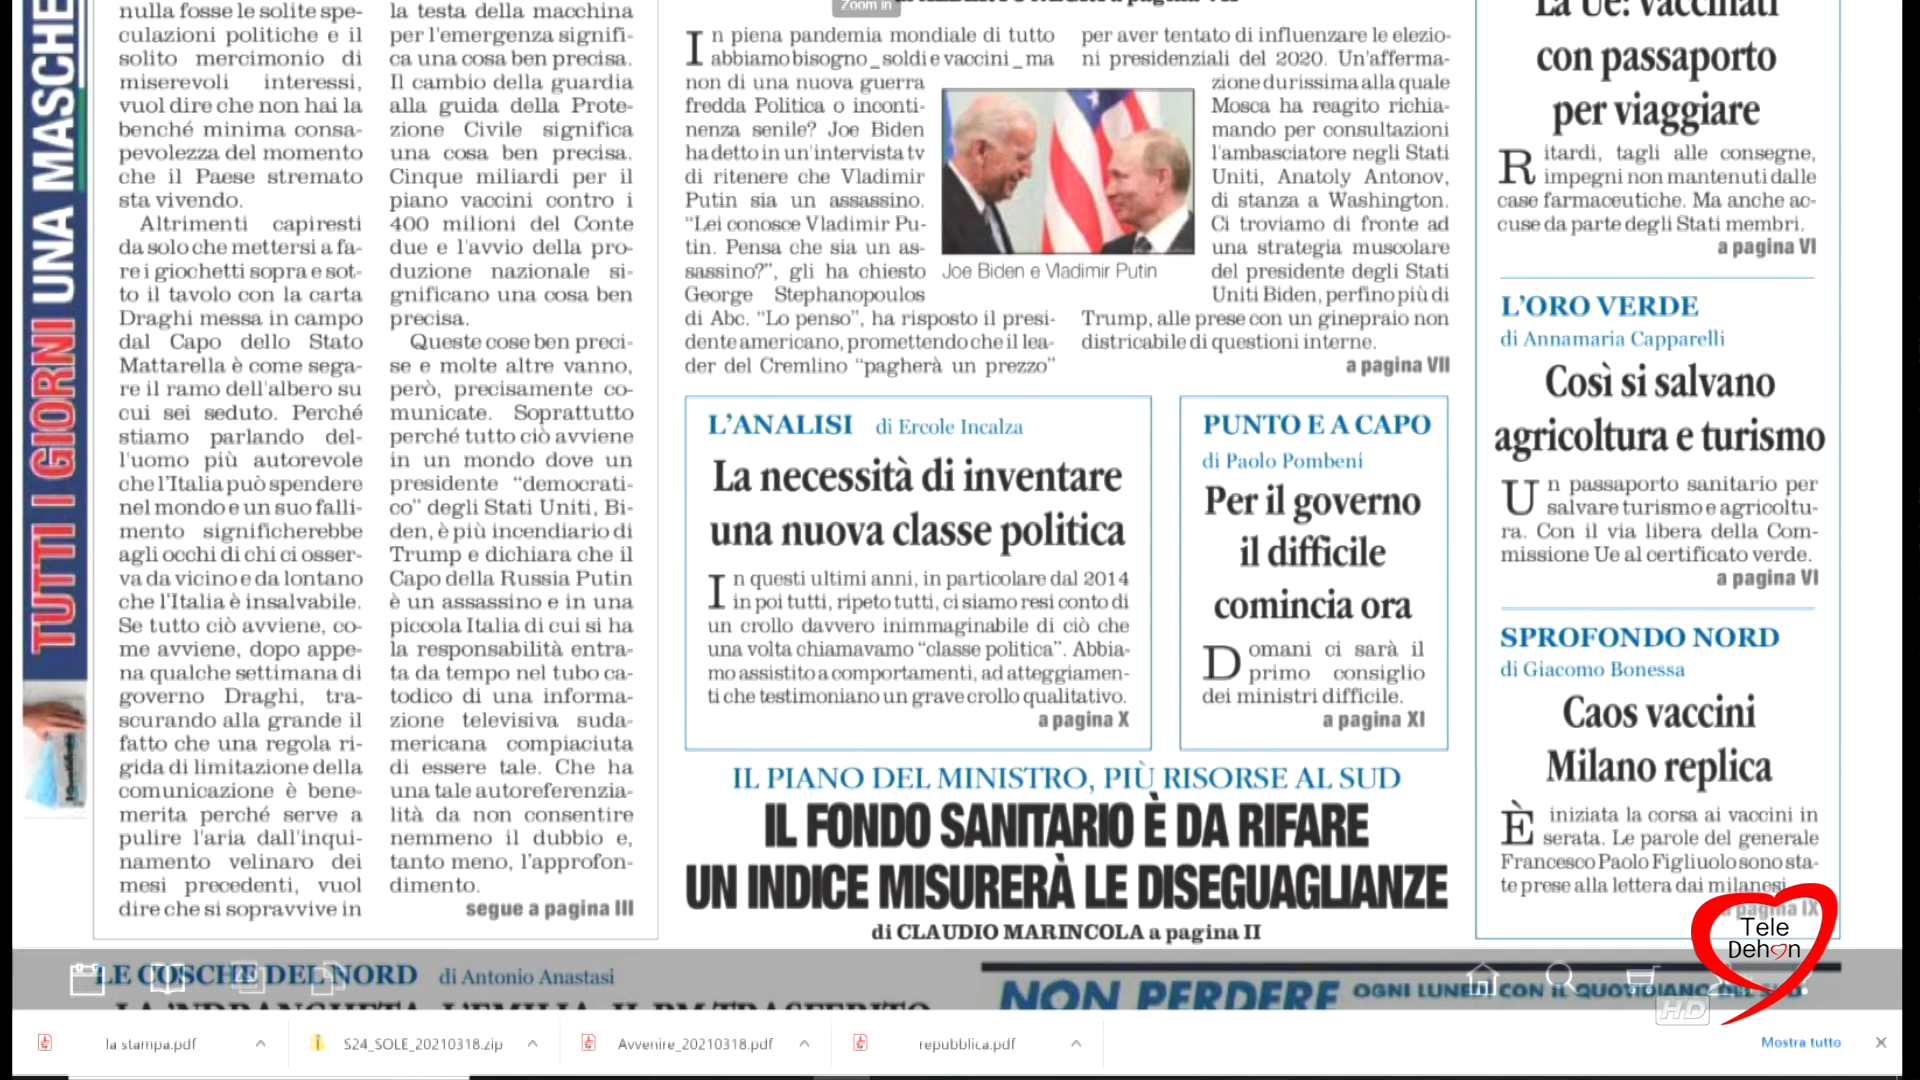 TUTTI I GIORNI UNA MASCHE
nulla fosse le solite spe-
culazioni politiche e il
solito mercimonio di
miserevoli interessi,
vuol dire che non hai la
benché minima consa-
pevolezza del momento
che il Paese stremato
sta vivendo.
Altrimenti capiresti
da solo che mettersi a fa-
re i giochetti sopra e sot-
to il tavolo con la carta
Draghi messa in campo
dal Capo dello Stato
Mattarella è come sega-
re il ramo dell'albero su
cui sei seduto. Perché
stiamo parlando del-
l'uomo più autorevole
che l'Italia può spendere
nel mondo e un suo falli-
mento significherebbe
agli occhi di chi ci osser-
va da vicino e da lontano
che l'Italia è insalvabile.
Se tutto ciò avviene, co-
me avviene, dopo appe-
na qualche settimana di
governo Draghi, tra-
scurando alla grande il
fatto che una regola ri-
gida di limitazione della
comunicazione è bene-
merita perché serve a
pulire l'aria dall'inqui-
namento velinaro dei
mesi precedenti, vuol
dire che si sopravvive in
la testa della macchina
per l'emergenza signifi-
ca una cosa ben precisa.
Il cambio della guardia
alla guida della Prote-
zione Civile significa
una cosa ben precisa.
Cinque miliardi per il
piano vaccini contro i
400 milioni del Conte
due e l'avvio della pro-
duzione nazionale si-
gnificano una cosa ben
precisa.
Queste cose ben preci-
se e molte altre vanno,
però, precisamente co-
municate. Soprattutto
perché tutto ciò avviene
in un mondo dove un
presidente “democrati-
co” degli Stati Uniti, Bi-
den, è più incendiario di
Trump e dichiara che il
Capo della Russia Putin
è un assassino e in una
piccola Italia di cui si ha
la responsabilità entra-
ta da tempo nel tubo ca-
todico di una informa-
zione televisiva suda-
mericana compiaciuta
di essere tale. Che ha
una tale autoreferenzia-
lità da non consentire
nemmeno il dubbio e,
tanto meno, l'approfon-
dimento.
segue a pagina III
Zoom in
In piena pandemia mondiale di tutto
abbiamo bisogno _ soldi e vaccini _ ma
non di una nuova guerra
fredda Politica o inconti-
nenza senile? Joe Biden
ha detto in un'intervista tv
di ritenere che Vladimir
Putin sia un assassino.
“Lei conosce Vladimir Pu-
tin. Pensa che sia un as-
sassino?”, gli ha chiesto
George Stephanopoulos
di Abc. “Lo penso”, ha risposto il presi-
dente americano, promettendo che il lea-
der del Cremlino “pagherà un prezzo”
Joe Biden e Vladimir Putin
per aver tentato di influenzare le elezio-
ni presidenziali del 2020. Un'afferma-
zione durissima alla quale
Mosca ha reagito richia-
mando per consultazioni
l'ambasciatore negli Stati
Uniti, Anatoly Antonov,
di stanza a Washington.
Ci troviamo di fronte ad
una strategia muscolare
del presidente degli Stati
Uniti Biden, perfino più di
Trump, alle prese con un ginepraio non
districabile di questioni interne.
a pagina VII
L'ANALISI di Ercole Incalza
La necessità di inventare
una nuova classe politica
In questi ultimi anni, in particolare dal 2014
in poi tutti, ripeto tutti, ci siamo resi conto di
un crollo davvero inimmaginabile di ciò che
una volta chiamavamo “classe politica”. Abbia-
mo assistito a comportamenti, ad atteggiamen-
ti che testimoniano un grave crollo qualitativo.
a pagina X
PUNTO E A CAPO
di Paolo Pombeni
Per il governo
il difficile
comincia ora
Domani ci sarà il
primo consiglio
dei ministri difficile.
a pagina XI
IL PIANO DEL MINISTRO, PIÙ RISORSE AL SUD
IL FONDO SANITARIO È DA RIFARE
UN INDICE MISURERÀ LE DISEGUAGLIANZE
di CLAUDIO MARINCOLA a pagina II
La Ue: vaccinati
con passaporto
per viaggiare
Ritardi, tagli alle consegne,
impegni non mantenuti dalle
case farmaceutiche. Ma anche ac-
cuse da parte degli Stati membri.
a pagina VI
L'ORO VERDE
di Annamaria Capparelli
Così si salvano
agricoltura e turismo
Un passaporto sanitario per
salvare turismo e agricoltu-
ra. Con il via libera della Com-
missione Ue al certificato verde.
a pagina VI
SPROFONDO NORD
di Giacomo Bonessa
Caos vaccini
Milano replica
È iniziata la corsa ai vaccini in
serata. Le parole del generale
Francesco Paolo Figliuolo sono sta-
te prese alla lettera dai milanesi
a pagina IX
Tele
Dehon
HD
LE COSCHE DEL NORD di Antonio Anastasi
LA 'NDRANGHETA, L'EMILIA, IL PM TRASFERITO
NON PERDERE OGNI LUNEDÌ CON IL QUOTIDIANO DEL SUD
la stampa.pdf
S24_SOLE_20210318.zip
Avvenire_20210318.pdf
repubblica.pdf
Mostra tutto